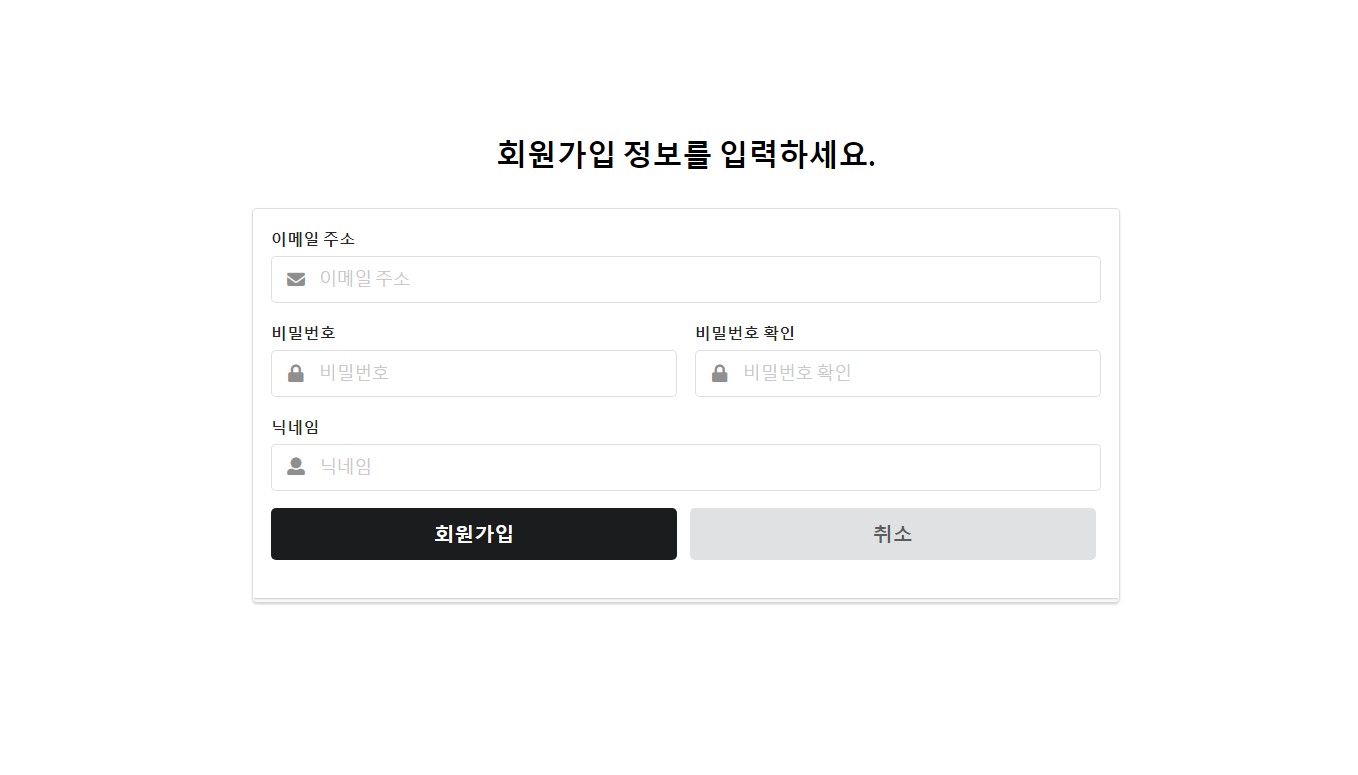 회원가입 정보를 입력하세요.
이메일 주소
이메일 주소
비밀번호 비밀번호 확인
비밀번호 비밀번호 확인
닉네임
닉네임
회원가입 취소